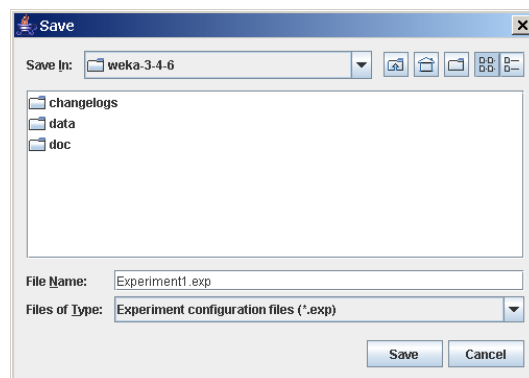 Save
Save In: weka-3-4-6
changelogs
data
doc
File Name: Experiment1.exp
Files of Type: Experiment configuration files (*.exp)
Save Cancel